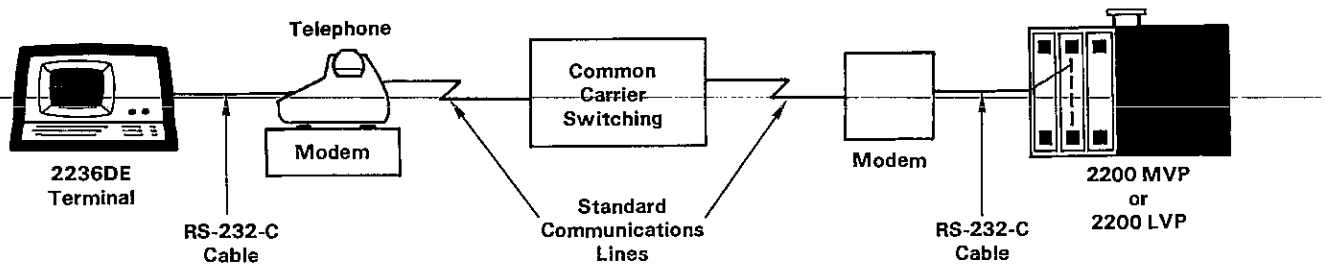 Telephone
Common
Carrier
Switching
Modem
Modem
2236DE
Terminal
2200 MVP
or
2200 LVP
RS-232-C
Cable
Standard
Communications
Lines
RS-232-C
Cable